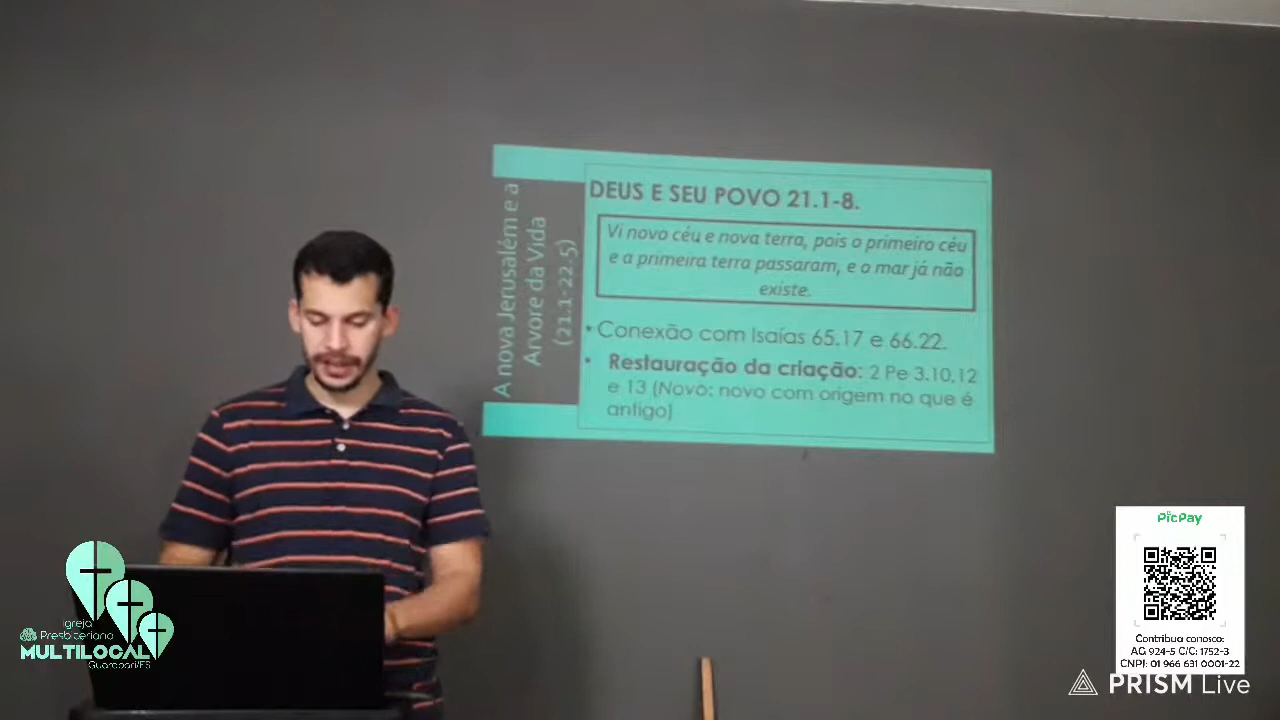 A nova Jerusalém e a
Arvore da Vida
(21.1-22.5)
DEUS E SEU POVO 21.1-8.
Vi novo céu e nova terra, pois o primeiro céu
e a primeira terra passaram, e o mar já não
existe.
• Conexão com Isaías 65.17 e 66.22.
• Restauração da criação: 2 Pe 3.10,12
e 13 (Novo: novo com origem no que é
antigo)
igreja
Presbiteriana
MULTILOCAL
Guarapari/ES
PicPay
Contribua conosco:
AG 924-5 C/C: 1752-3
CNPJ: 01 966 631 0001-22
PRISM Live